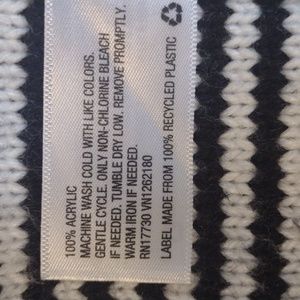 100% ACRYLIC
MACHINE WASH COLD WITH LIKE COLORS.
GENTLE CYCLE. ONLY NON-CHLORINE BLEACH
IF NEEDED. TUMBLE DRY LOW. REMOVE PROMPTLY.
WARM IRON IF NEEDED.
RN17730 VN1262180
LABEL MADE FROM 100% RECYCLED PLASTIC